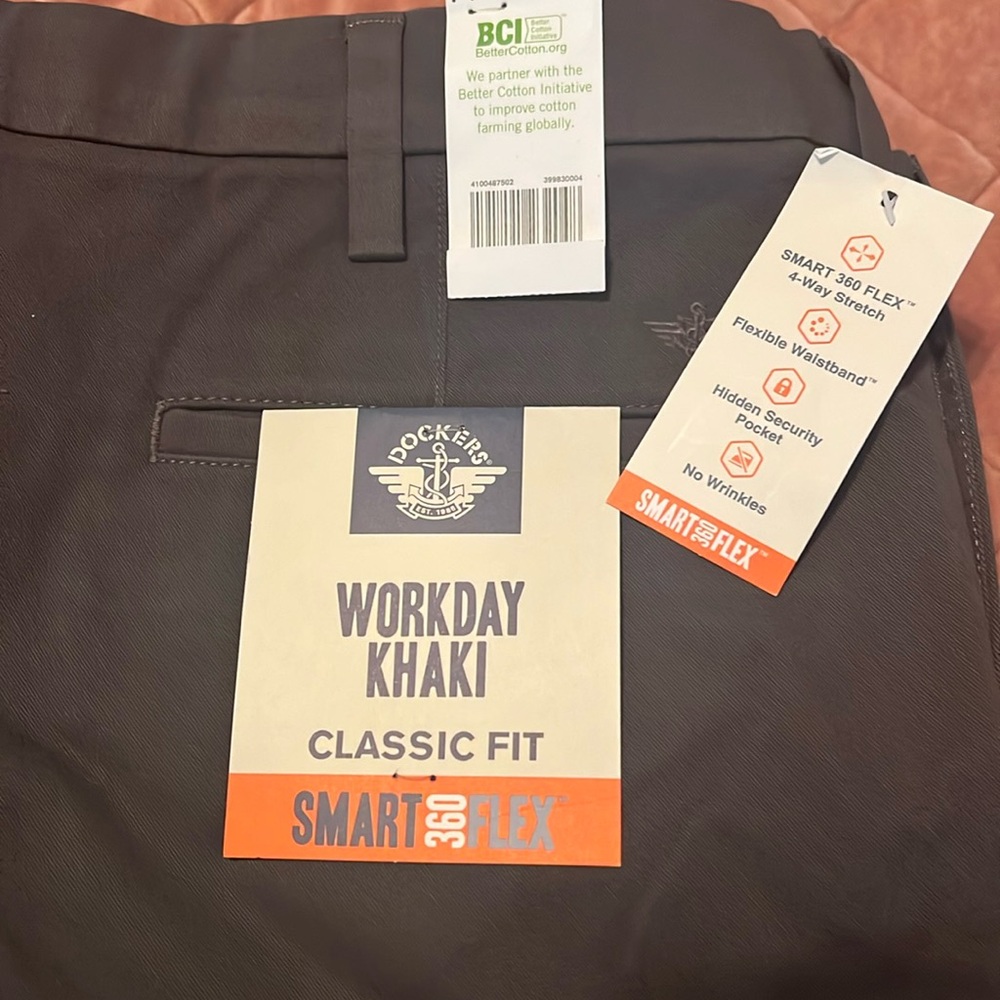 BCI
Better
Cotton
Initiative
BetterCotton.org
We partner with the
Better Cotton Initiative
to improve cotton
farming globally.
4100487502 399830004
SMART 360 FLEX™
4-Way Stretch
Flexible Waistband™
Hidden Security
Pocket
No Wrinkles
SMART 360 FLEX™
DOCKERS®
EST. 1986
WORKDAY
KHAKI
CLASSIC FIT
SMART 360 FLEX™